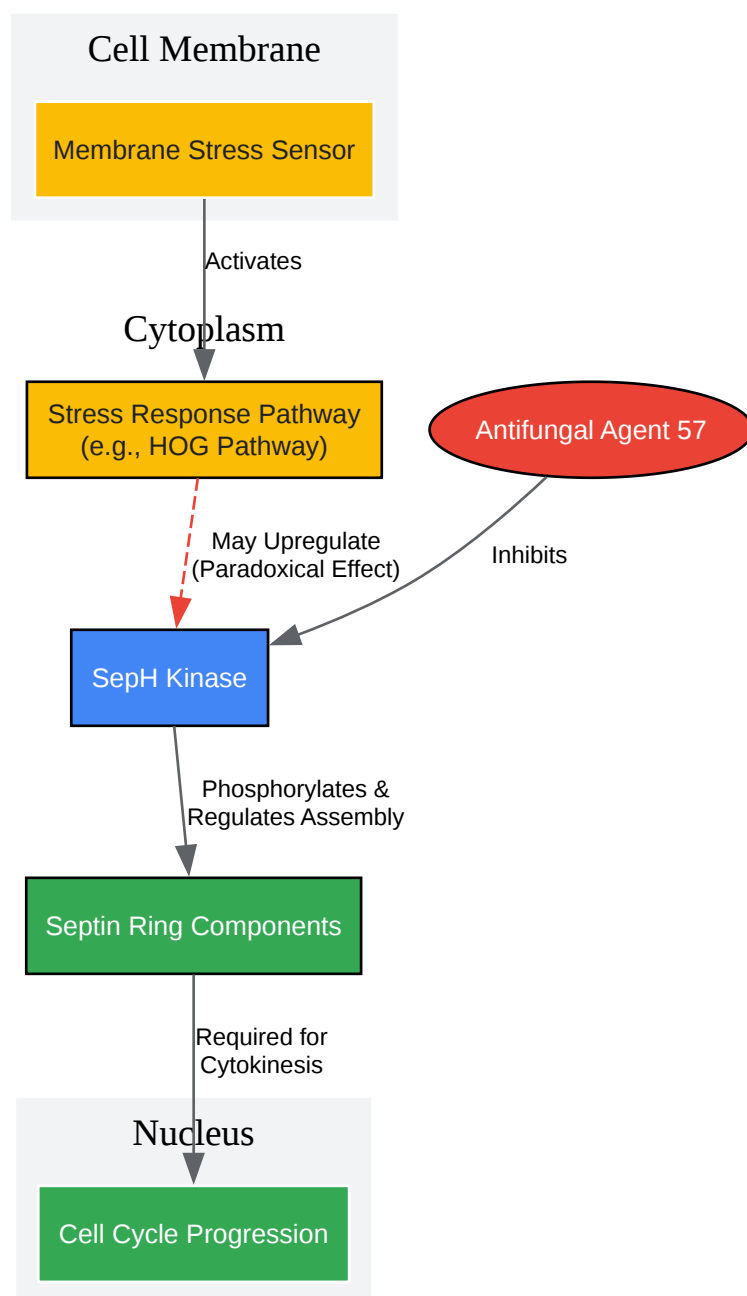 Cell Membrane
Membrane Stress Sensor
Activates
Cytoplasm
Stress Response Pathway
(e.g., HOG Pathway)
Antifungal Agent 57
May Upregulate
(Paradoxical Effect)
Inhibits
SepH Kinase
Phosphorylates &
Regulates Assembly
Septin Ring Components
Required for
Cytokinesis
Nucleus
Cell Cycle Progression